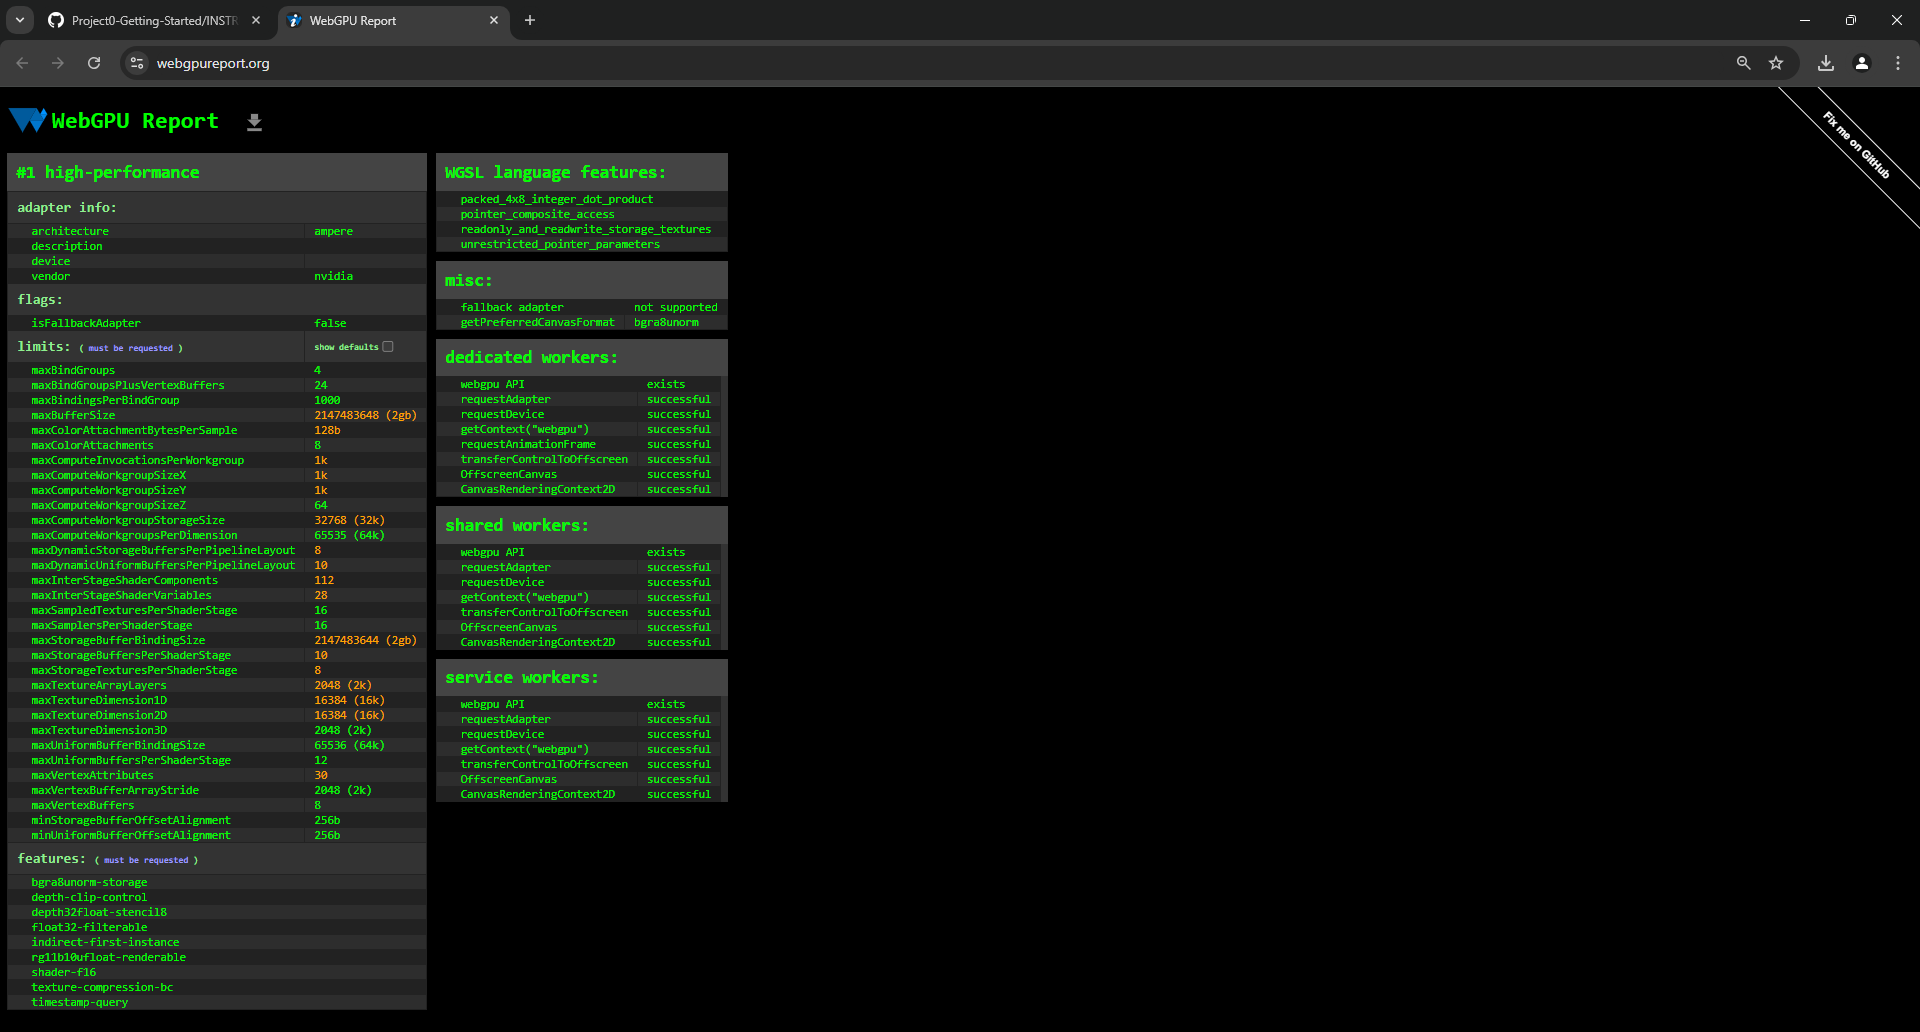 Project0-Getting-Started/INSTR
WebGPU Report
webgpureport.org
WebGPU Report
Fix me on GitHub
#1 high-performance
adapter info:
architecture ampere
description
device
vendor nvidia
flags:
isFallbackAdapter false
limits: ( must be requested ) show defaults
maxBindGroups 4
maxBindGroupsPlusVertexBuffers 24
maxBindingsPerBindGroup 1000
maxBufferSize 2147483648 (2gb)
maxColorAttachmentBytesPerSample 128b
maxColorAttachments 8
maxComputeInvocationsPerWorkgroup 1k
maxComputeWorkgroupSizeX 1k
maxComputeWorkgroupSizeY 1k
maxComputeWorkgroupSizeZ 64
maxComputeWorkgroupStorageSize 32768 (32k)
maxComputeWorkgroupsPerDimension 65535 (64k)
maxDynamicStorageBuffersPerPipelineLayout 8
maxDynamicUniformBuffersPerPipelineLayout 10
maxInterStageShaderComponents 112
maxInterStageShaderVariables 28
maxSampledTexturesPerShaderStage 16
maxSamplersPerShaderStage 16
maxStorageBufferBindingSize 2147483644 (2gb)
maxStorageBuffersPerShaderStage 10
maxStorageTexturesPerShaderStage 8
maxTextureArrayLayers 2048 (2k)
maxTextureDimension1D 16384 (16k)
maxTextureDimension2D 16384 (16k)
maxTextureDimension3D 2048 (2k)
maxUniformBufferBindingSize 65536 (64k)
maxUniformBuffersPerShaderStage 12
maxVertexAttributes 30
maxVertexBufferArrayStride 2048 (2k)
maxVertexBuffers 8
minStorageBufferOffsetAlignment 256b
minUniformBufferOffsetAlignment 256b
features: ( must be requested )
bgra8unorm-storage
depth-clip-control
depth32float-stencil8
float32-filterable
indirect-first-instance
rg11b10ufloat-renderable
shader-f16
texture-compression-bc
timestamp-query
WGSL language features:
packed_4x8_integer_dot_product
pointer_composite_access
readonly_and_readwrite_storage_textures
unrestricted_pointer_parameters
misc:
fallback adapter not supported
getPreferredCanvasFormat bgra8unorm
dedicated workers:
webgpu API exists
requestAdapter successful
requestDevice successful
getContext("webgpu") successful
requestAnimationFrame successful
transferControlToOffscreen successful
OffscreenCanvas successful
CanvasRenderingContext2D successful
shared workers:
webgpu API exists
requestAdapter successful
requestDevice successful
getContext("webgpu") successful
transferControlToOffscreen successful
OffscreenCanvas successful
CanvasRenderingContext2D successful
service workers:
webgpu API exists
requestAdapter successful
requestDevice successful
getContext("webgpu") successful
transferControlToOffscreen successful
OffscreenCanvas successful
CanvasRenderingContext2D successful